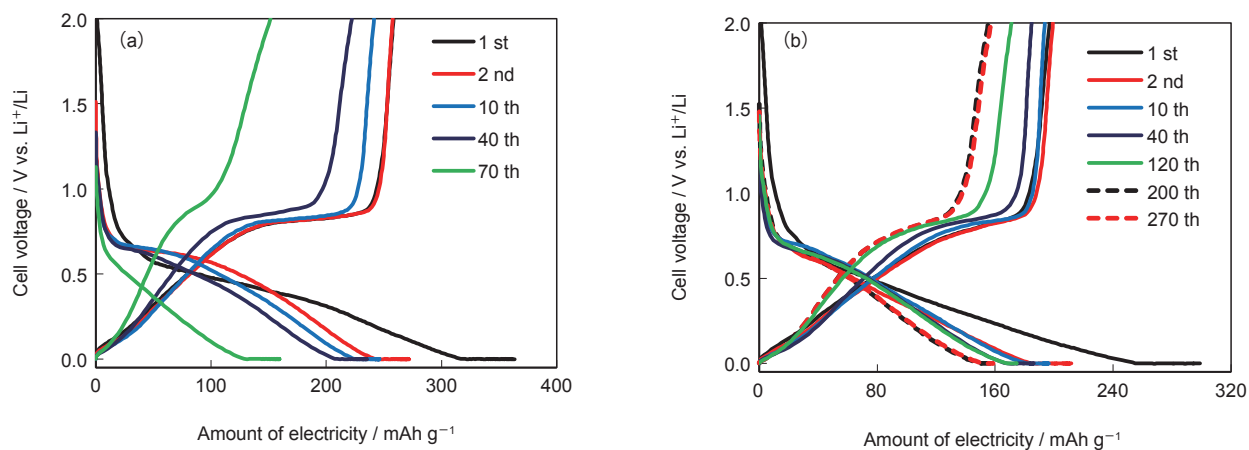 (a)
2.0
1.5
1.0
0.5
0.0
0
100
200
300
400
Cell voltage / V vs. Li⁺/Li
Amount of electricity / mAh g⁻¹
1 st
2 nd
10 th
40 th
70 th
(b)
2.0
1.5
1.0
0.5
0.0
0
80
160
240
320
Cell voltage / V vs. Li⁺/Li
Amount of electricity / mAh g⁻¹
1 st
2 nd
10 th
40 th
120 th
200 th
270 th